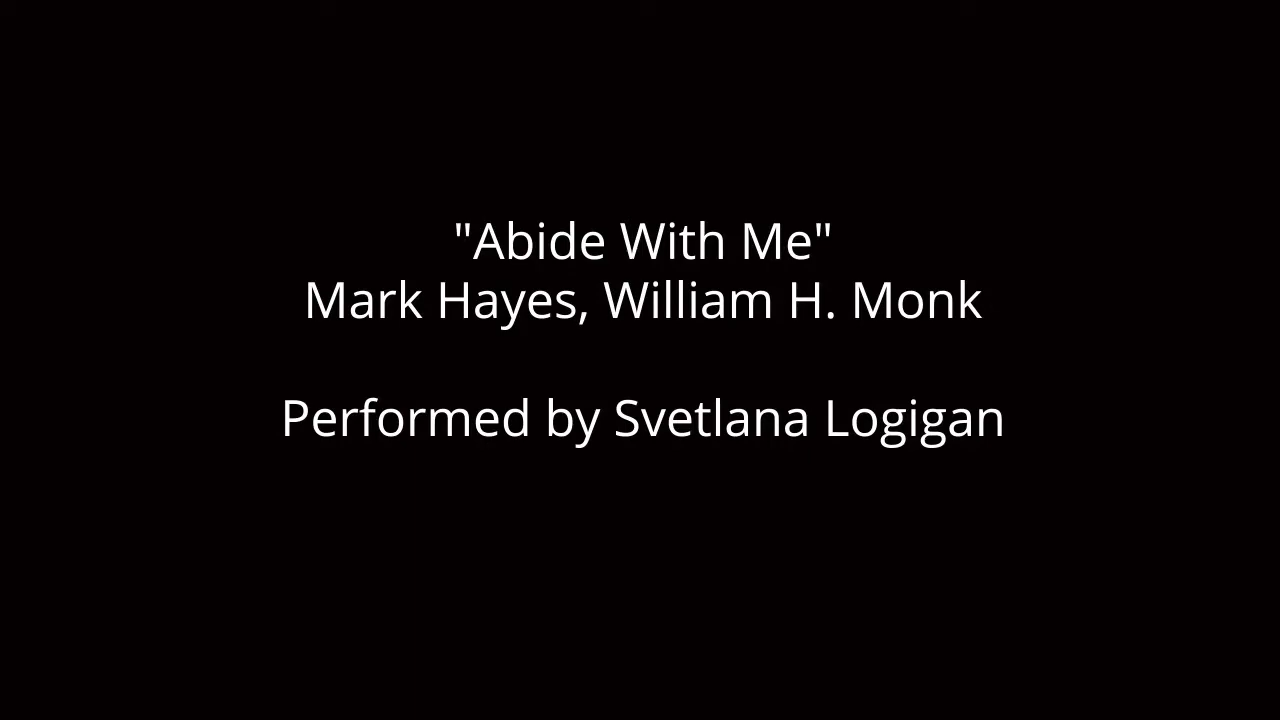 "Abide With Me"
Mark Hayes, William H. Monk
Performed by Svetlana Logigan